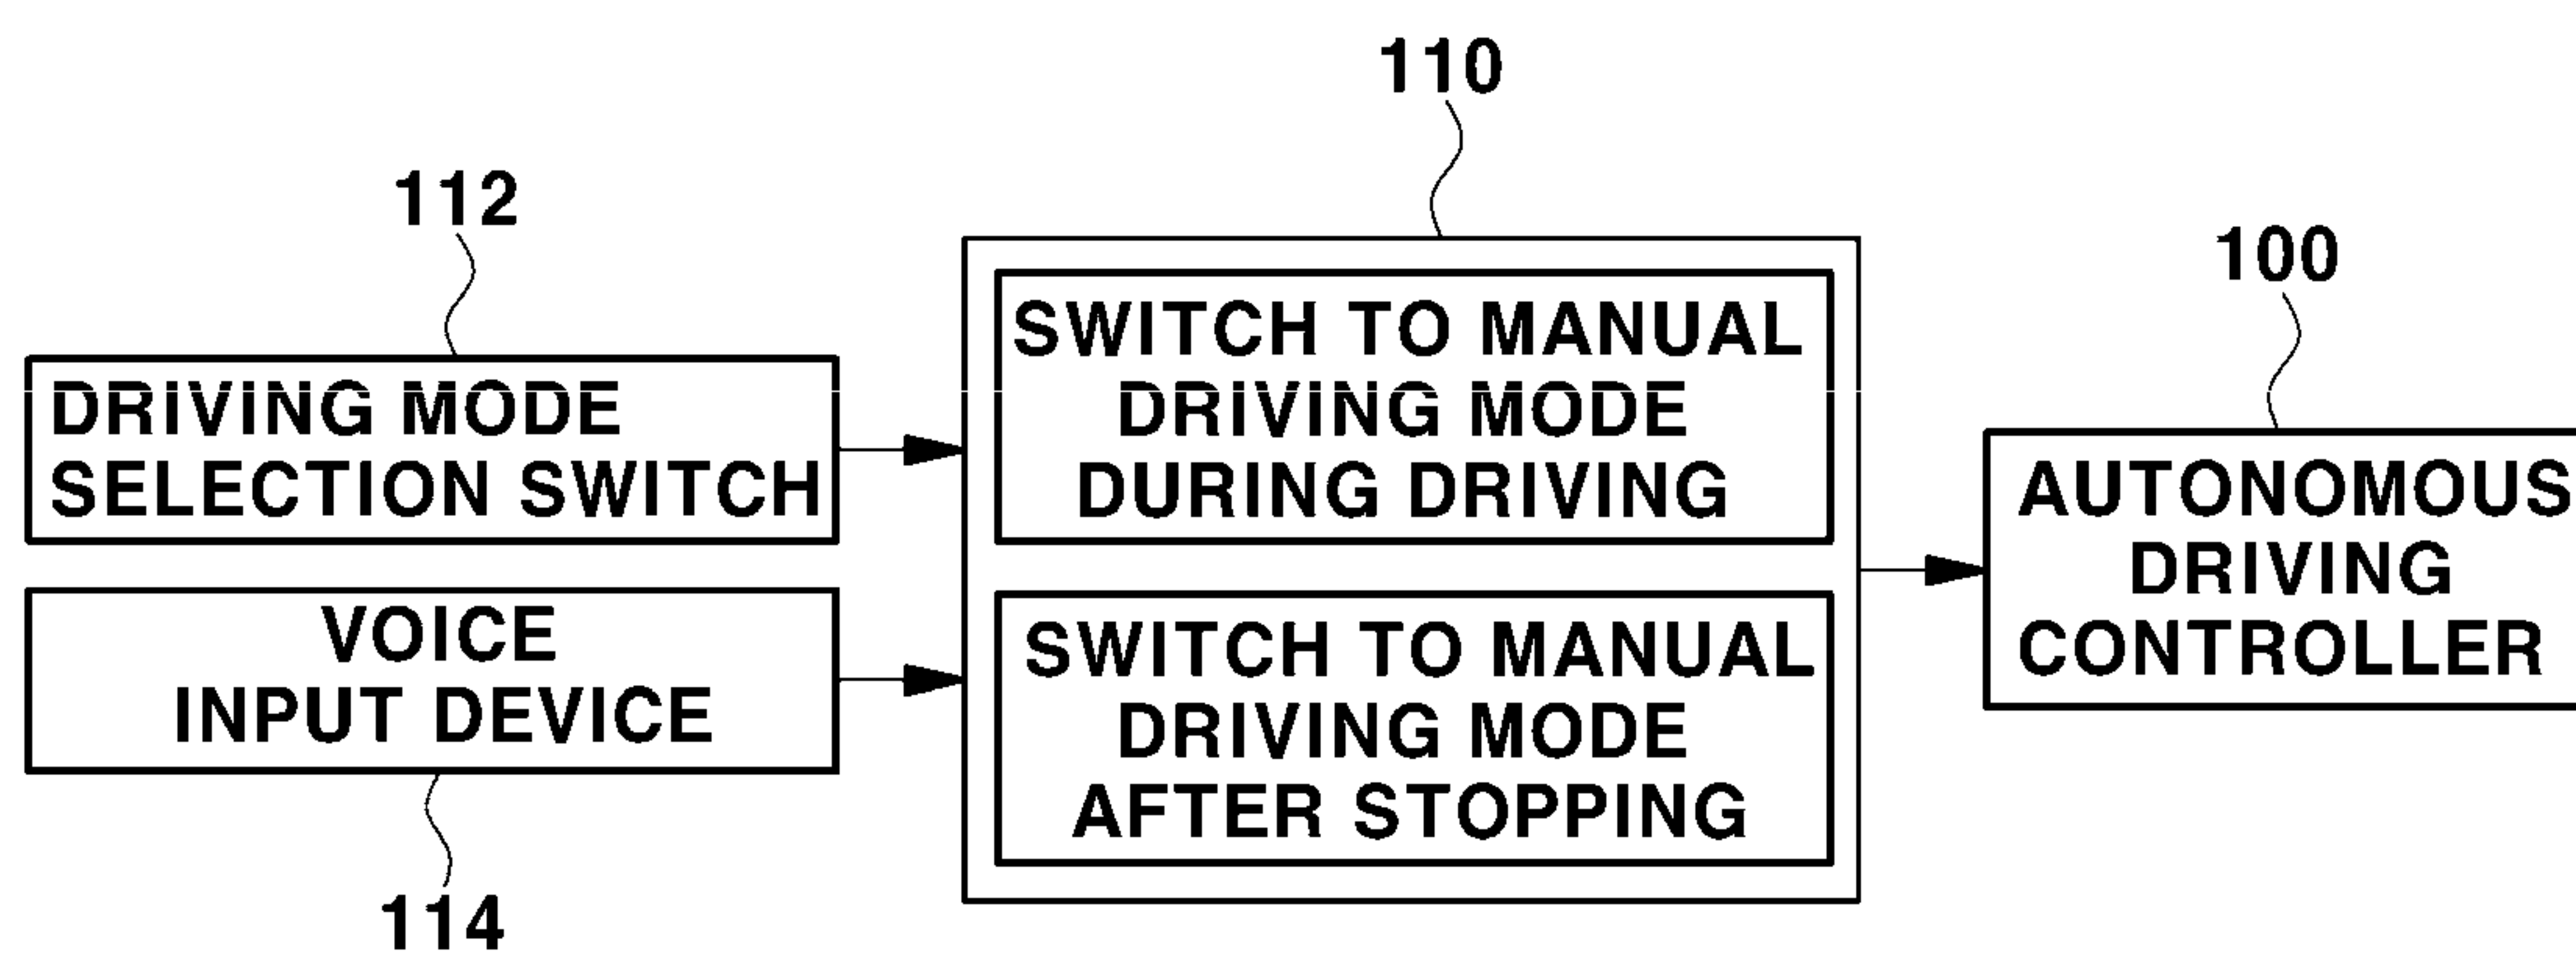 110
112
100
SWITCH TO MANUAL
DRIVING MODE
DURING DRIVING
DRIVING MODE
SELECTION SWITCH
VOICE
INPUT DEVICE
SWITCH TO MANUAL
DRIVING MODE
AFTER STOPPING
AUTONOMOUS
DRIVING
CONTROLLER
114